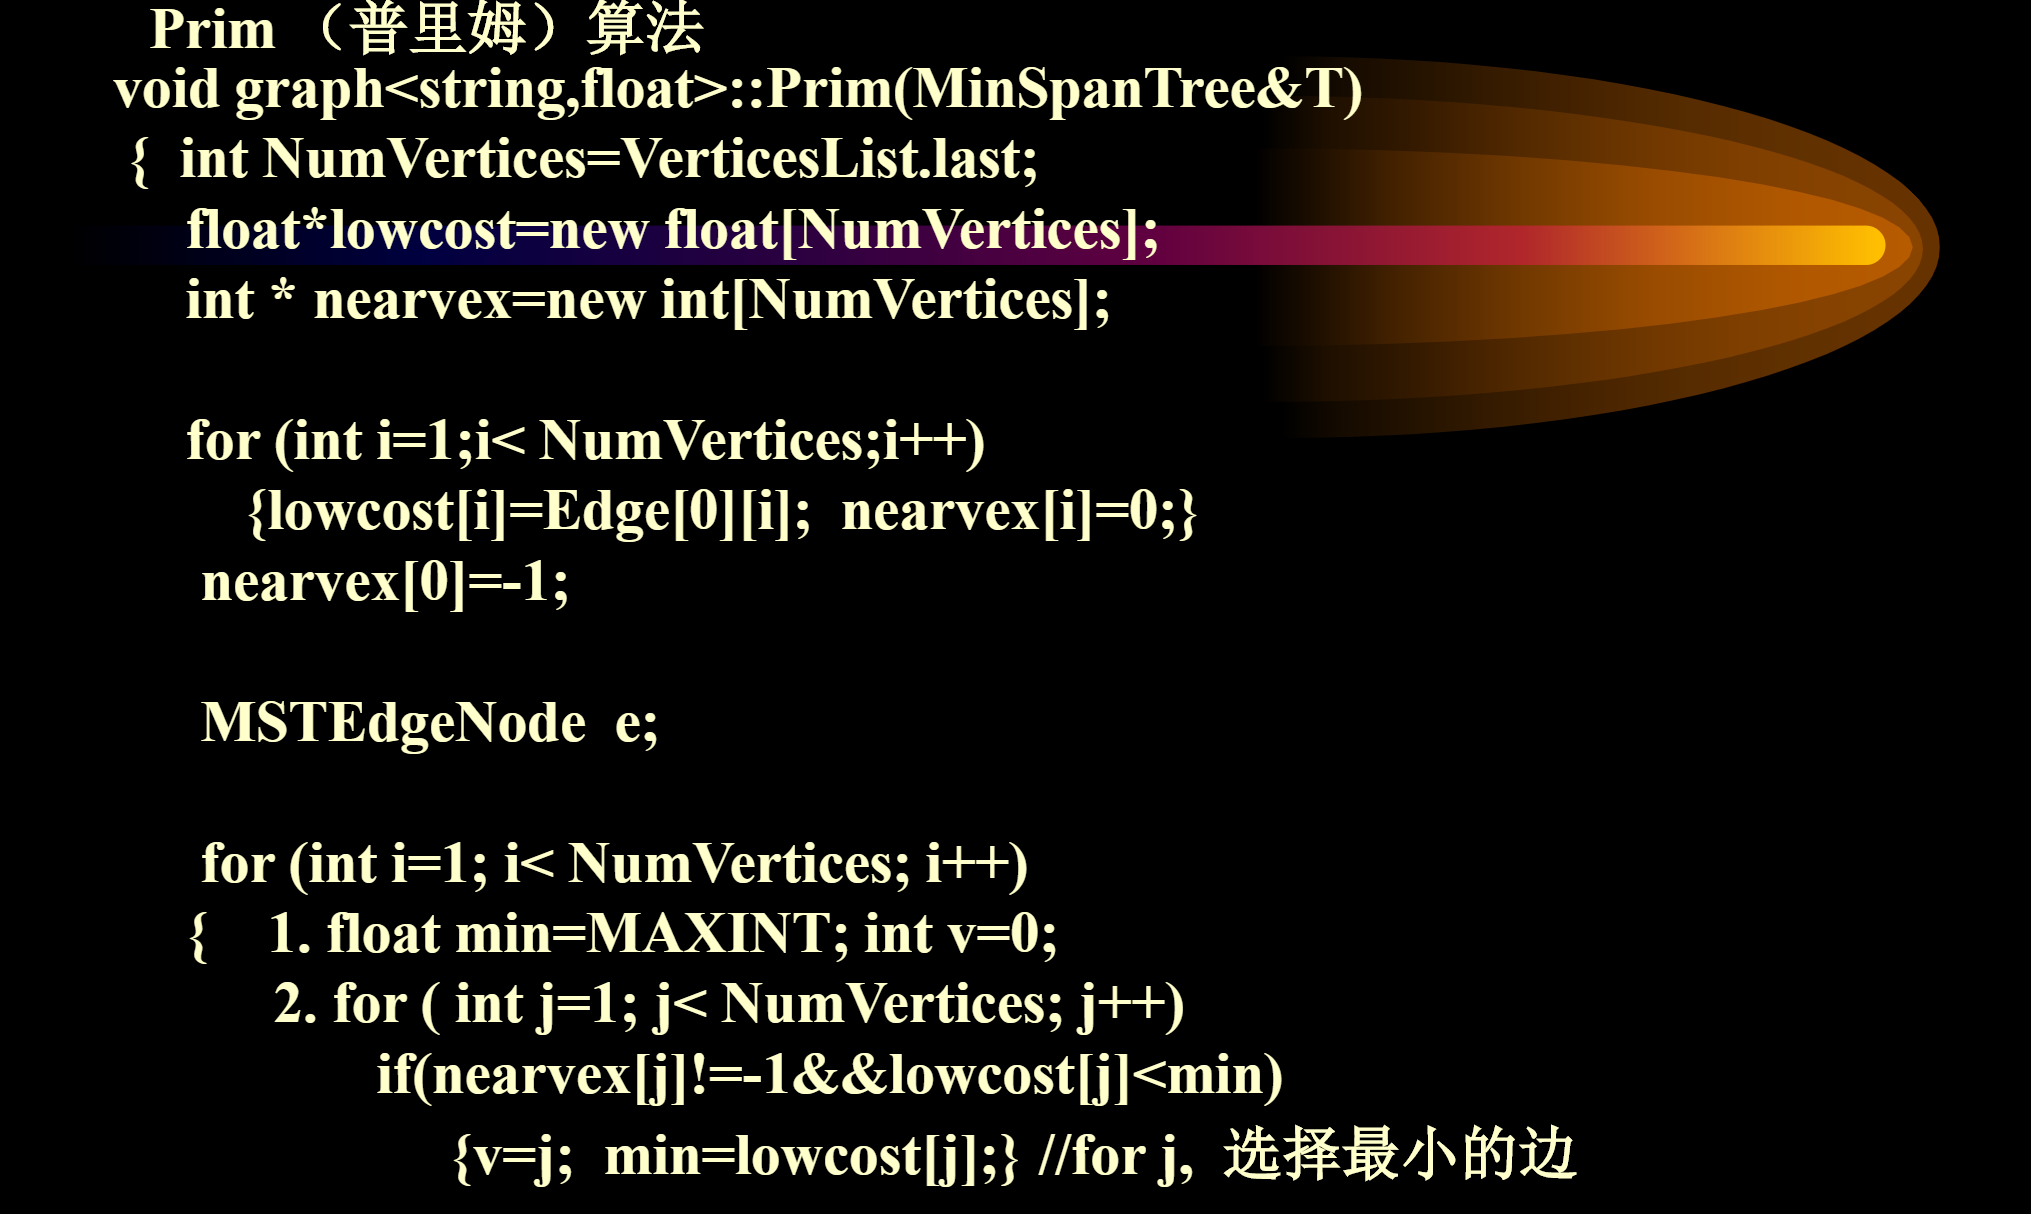 Prim （普里姆）算法
void graph<string,float>::Prim(MinSpanTree&T)
{ int NumVertices=VerticesList.last;
float*lowcost=new float[NumVertices];
int * nearvex=new int[NumVertices];
for (int i=1;i< NumVertices;i++)
{lowcost[i]=Edge[0][i]; nearvex[i]=0;}
nearvex[0]=-1;
MSTEdgeNode e;
for (int i=1; i< NumVertices; i++)
{ 1. float min=MAXINT; int v=0;
2. for ( int j=1; j< NumVertices; j++)
if(nearvex[j]!=-1&&lowcost[j]<min)
{v=j; min=lowcost[j];} //for j, 选择最小的边